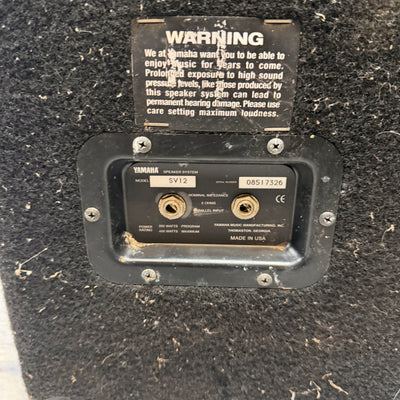 WARNING
We at Yamaha want you to be able to
enjoy music for years to come.
Prolonged exposure to high sound
pressure levels, like those produced by
this speaker system can lead to
permanent hearing damage. Please use
care setting maximum loudness.
YAMAHA SPEAKER SYSTEM
MODEL SV12 SERIAL NUMBER 08517326
NOMINAL IMPEDANCE
8 OHMS
PARALLEL INPUT
CE
POWER RATING 200 WATTS PROGRAM
400 WATTS MAXIMUM
YAMAHA MUSIC MANUFACTURING, INC
THOMASTON, GEORGIA
MADE IN USA